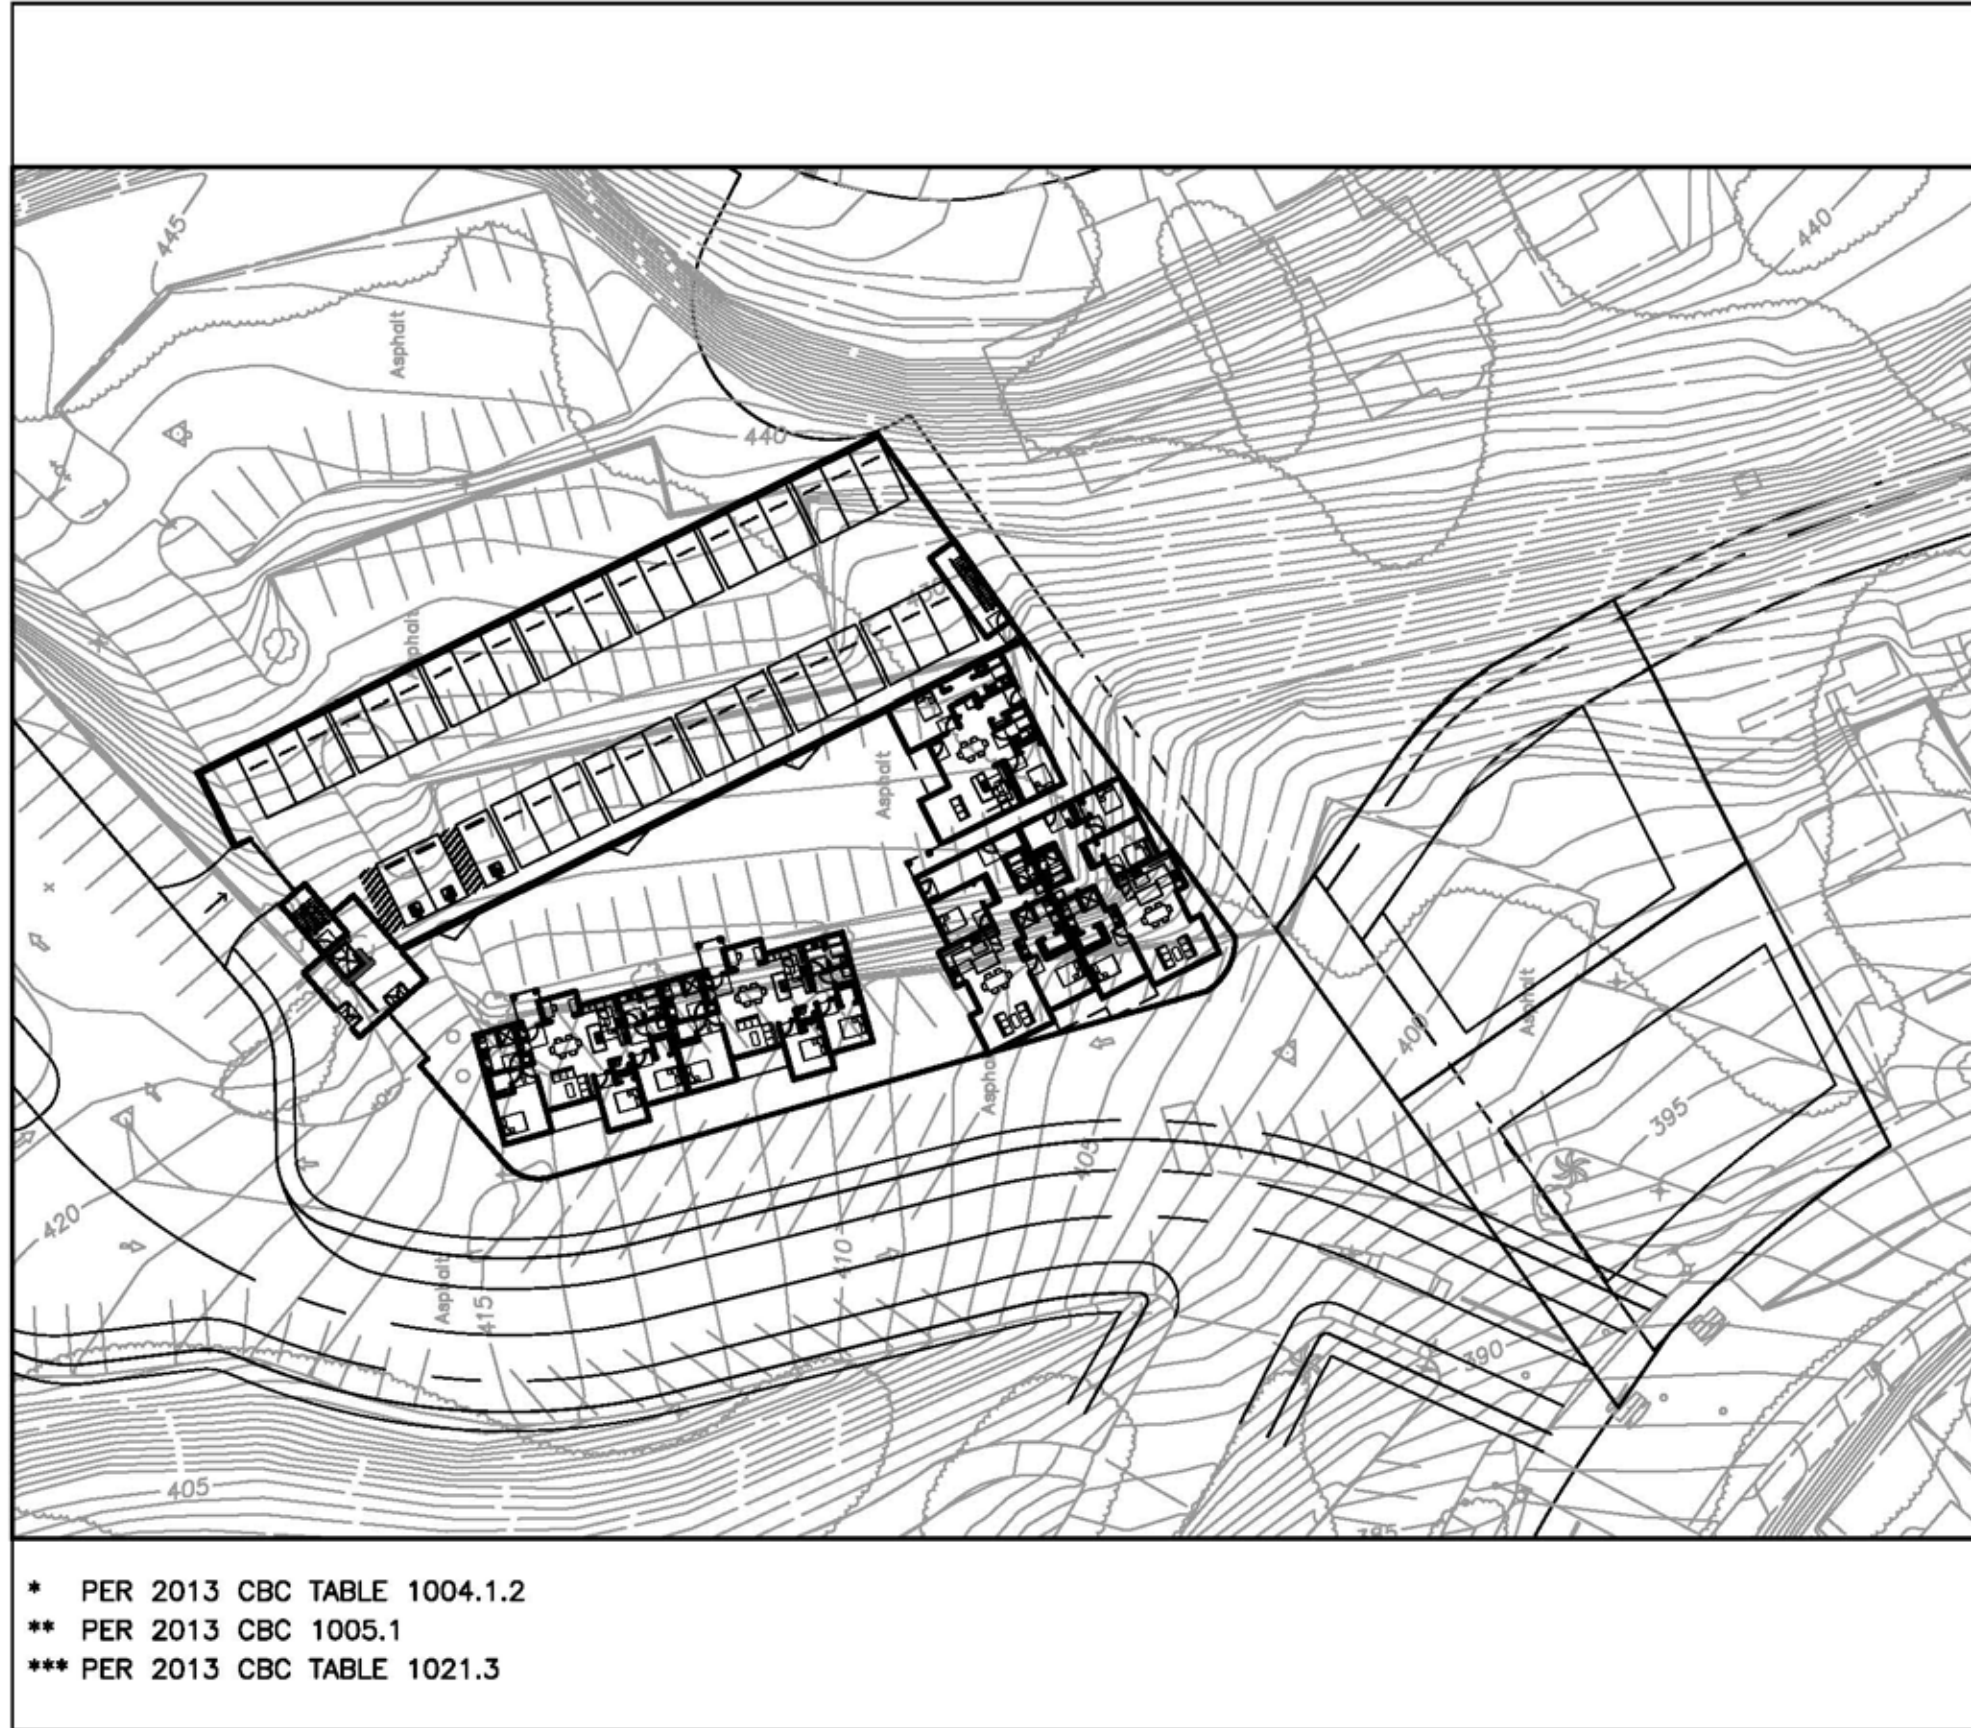 445
440
Asphalt
440
430
Asphalt
Asphalt
400
Asphalt
395
Asphalt
405
420
410
Asphalt
415
390
405
385
* PER 2013 CBC TABLE 1004.1.2
** PER 2013 CBC 1005.1
*** PER 2013 CBC TABLE 1021.3